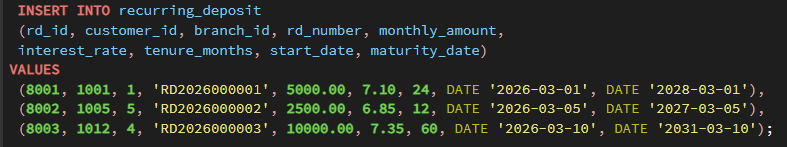 INSERT INTO recurring_deposit
(rd_id, customer_id, branch_id, rd_number, monthly_amount,
interest_rate, tenure_months, start_date, maturity_date)
VALUES
(8001, 1001, 1, 'RD2026000001', 5000.00, 7.10, 24, DATE '2026-03-01', DATE '2028-03-01'),
(8002, 1005, 5, 'RD2026000002', 2500.00, 6.85, 12, DATE '2026-03-05', DATE '2027-03-05'),
(8003, 1012, 4, 'RD2026000003', 10000.00, 7.35, 60, DATE '2026-03-10', DATE '2031-03-10');